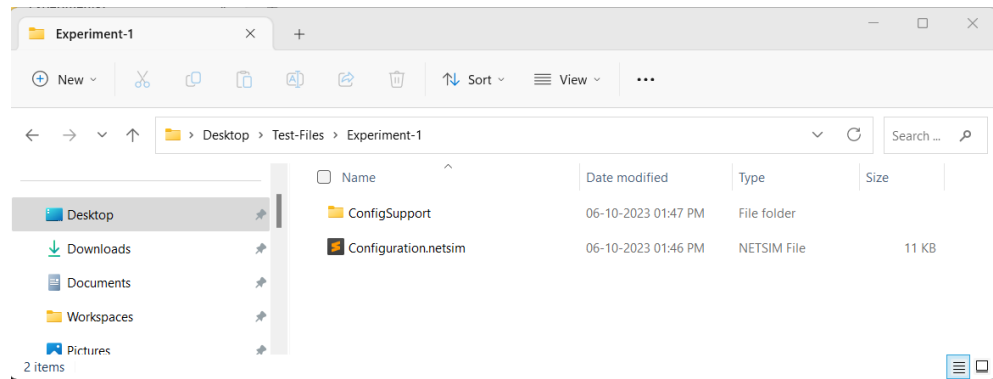 Experiment-1
New
Sort
View
Desktop > Test-Files > Experiment-1
Search ...
Name Date modified Type Size
Desktop
Downloads
Documents
Workspaces
Pictures
ConfigSupport 06-10-2023 01:47 PM File folder
Configuration.netsim 06-10-2023 01:46 PM NETSIM File 11 KB
2 items